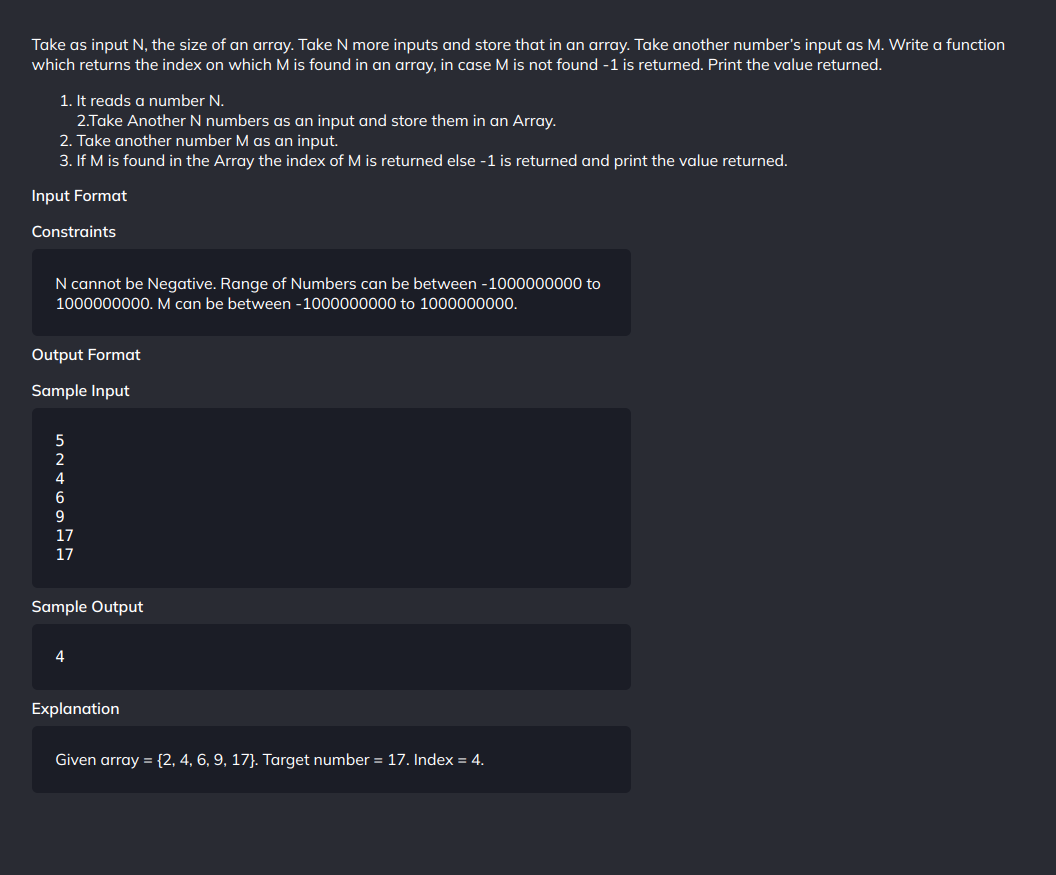 Take as input N, the size of an array. Take N more inputs and store that in an array. Take another number’s input as M. Write a function
which returns the index on which M is found in an array, in case M is not found -1 is returned. Print the value returned.
1. It reads a number N.
2.Take Another N numbers as an input and store them in an Array.
2. Take another number M as an input.
3. If M is found in the Array the index of M is returned else -1 is returned and print the value returned.
Input Format
Constraints
N cannot be Negative. Range of Numbers can be between -1000000000 to
1000000000. M can be between -1000000000 to 1000000000.
Output Format
Sample Input
5
2
4
6
9
17
17
Sample Output
4
Explanation
Given array = {2, 4, 6, 9, 17}. Target number = 17. Index = 4.